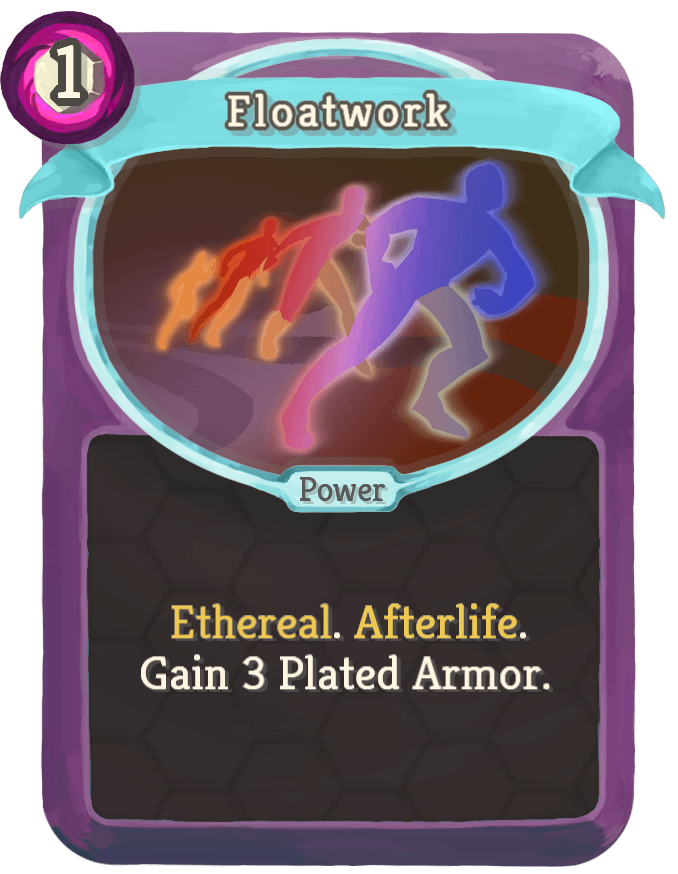 1
Floatwork
Power
Ethereal. Afterlife.
Gain 3 Plated Armor.